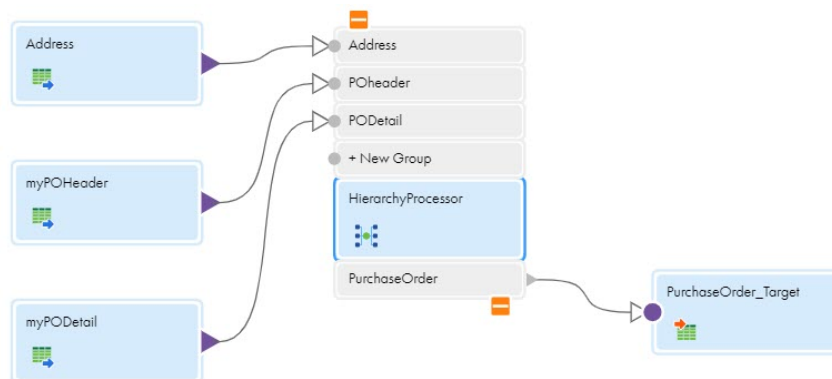 Address
myPOHeader
myPODetail
Address
POheader
PODetail
+ New Group
HierarchyProcessor
PurchaseOrder
PurchaseOrder_Target